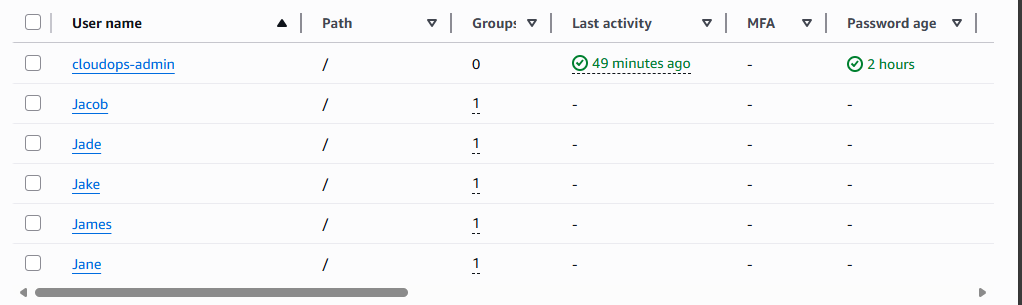 User name Path Groups Last activity MFA Password age
cloudops-admin / 0 49 minutes ago - 2 hours
Jacob / 1 - - -
Jade / 1 - - -
Jake / 1 - - -
James / 1 - - -
Jane / 1 - - -